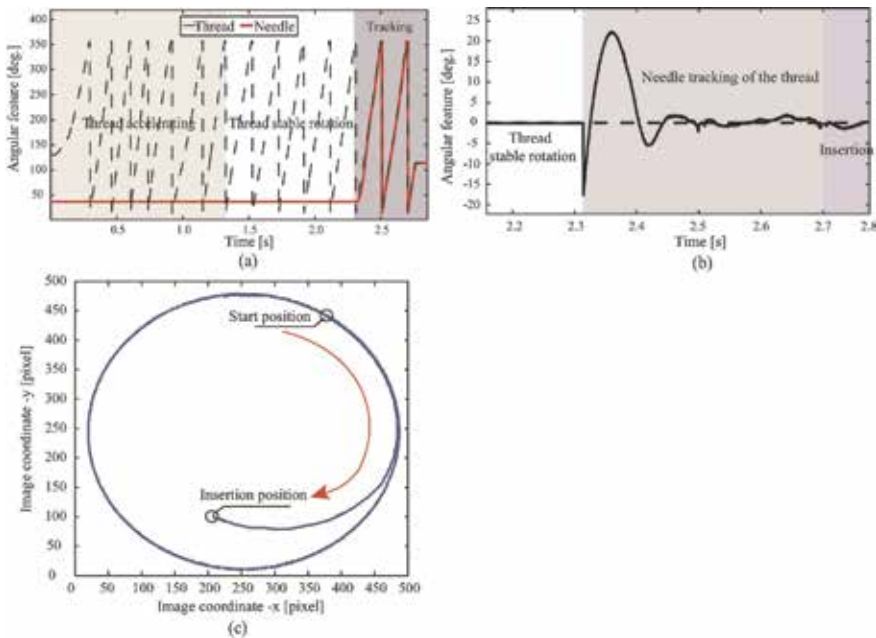 400
350
300
250
200
150
100
50
Angular feature [deg.]
Thread Needle
Tracking
Thread accelerating Thread stable rotation
0.5 1.0 1.5 2.0 2.5
Time [s]
(a)
25
20
15
10
5
0
-5
-10
-15
-20
Angular feature [deg.]
Needle tracking of the thread
Thread
stable rotation
Insertion
2.2 2.3 2.4 2.5 2.6 2.7 2.8
Time [s]
(b)
500
450
400
350
300
250
200
150
100
50
0
Image coordinate -y [pixel]
Start position
Insertion position
0 50 100 150 200 250 300 350 400 450 500
Image coordinate -x [pixel]
(c)